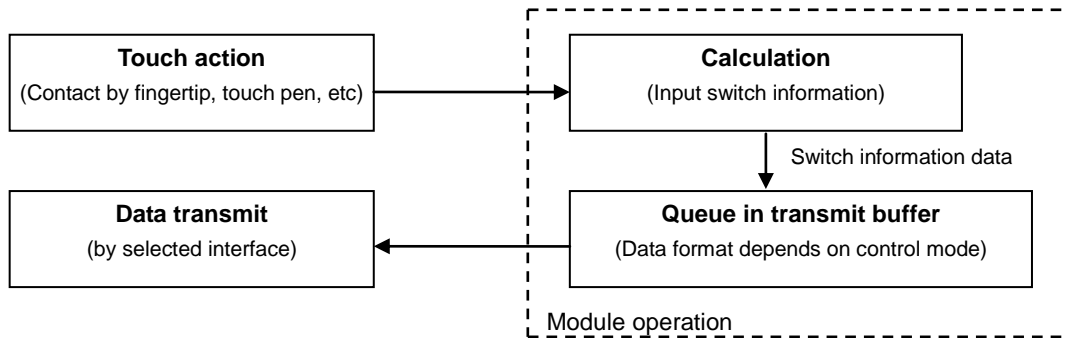 Touch action
(Contact by fingertip, touch pen, etc)
Calculation
(Input switch information)
Switch information data
Data transmit
(by selected interface)
Queue in transmit buffer
(Data format depends on control mode)
Module operation